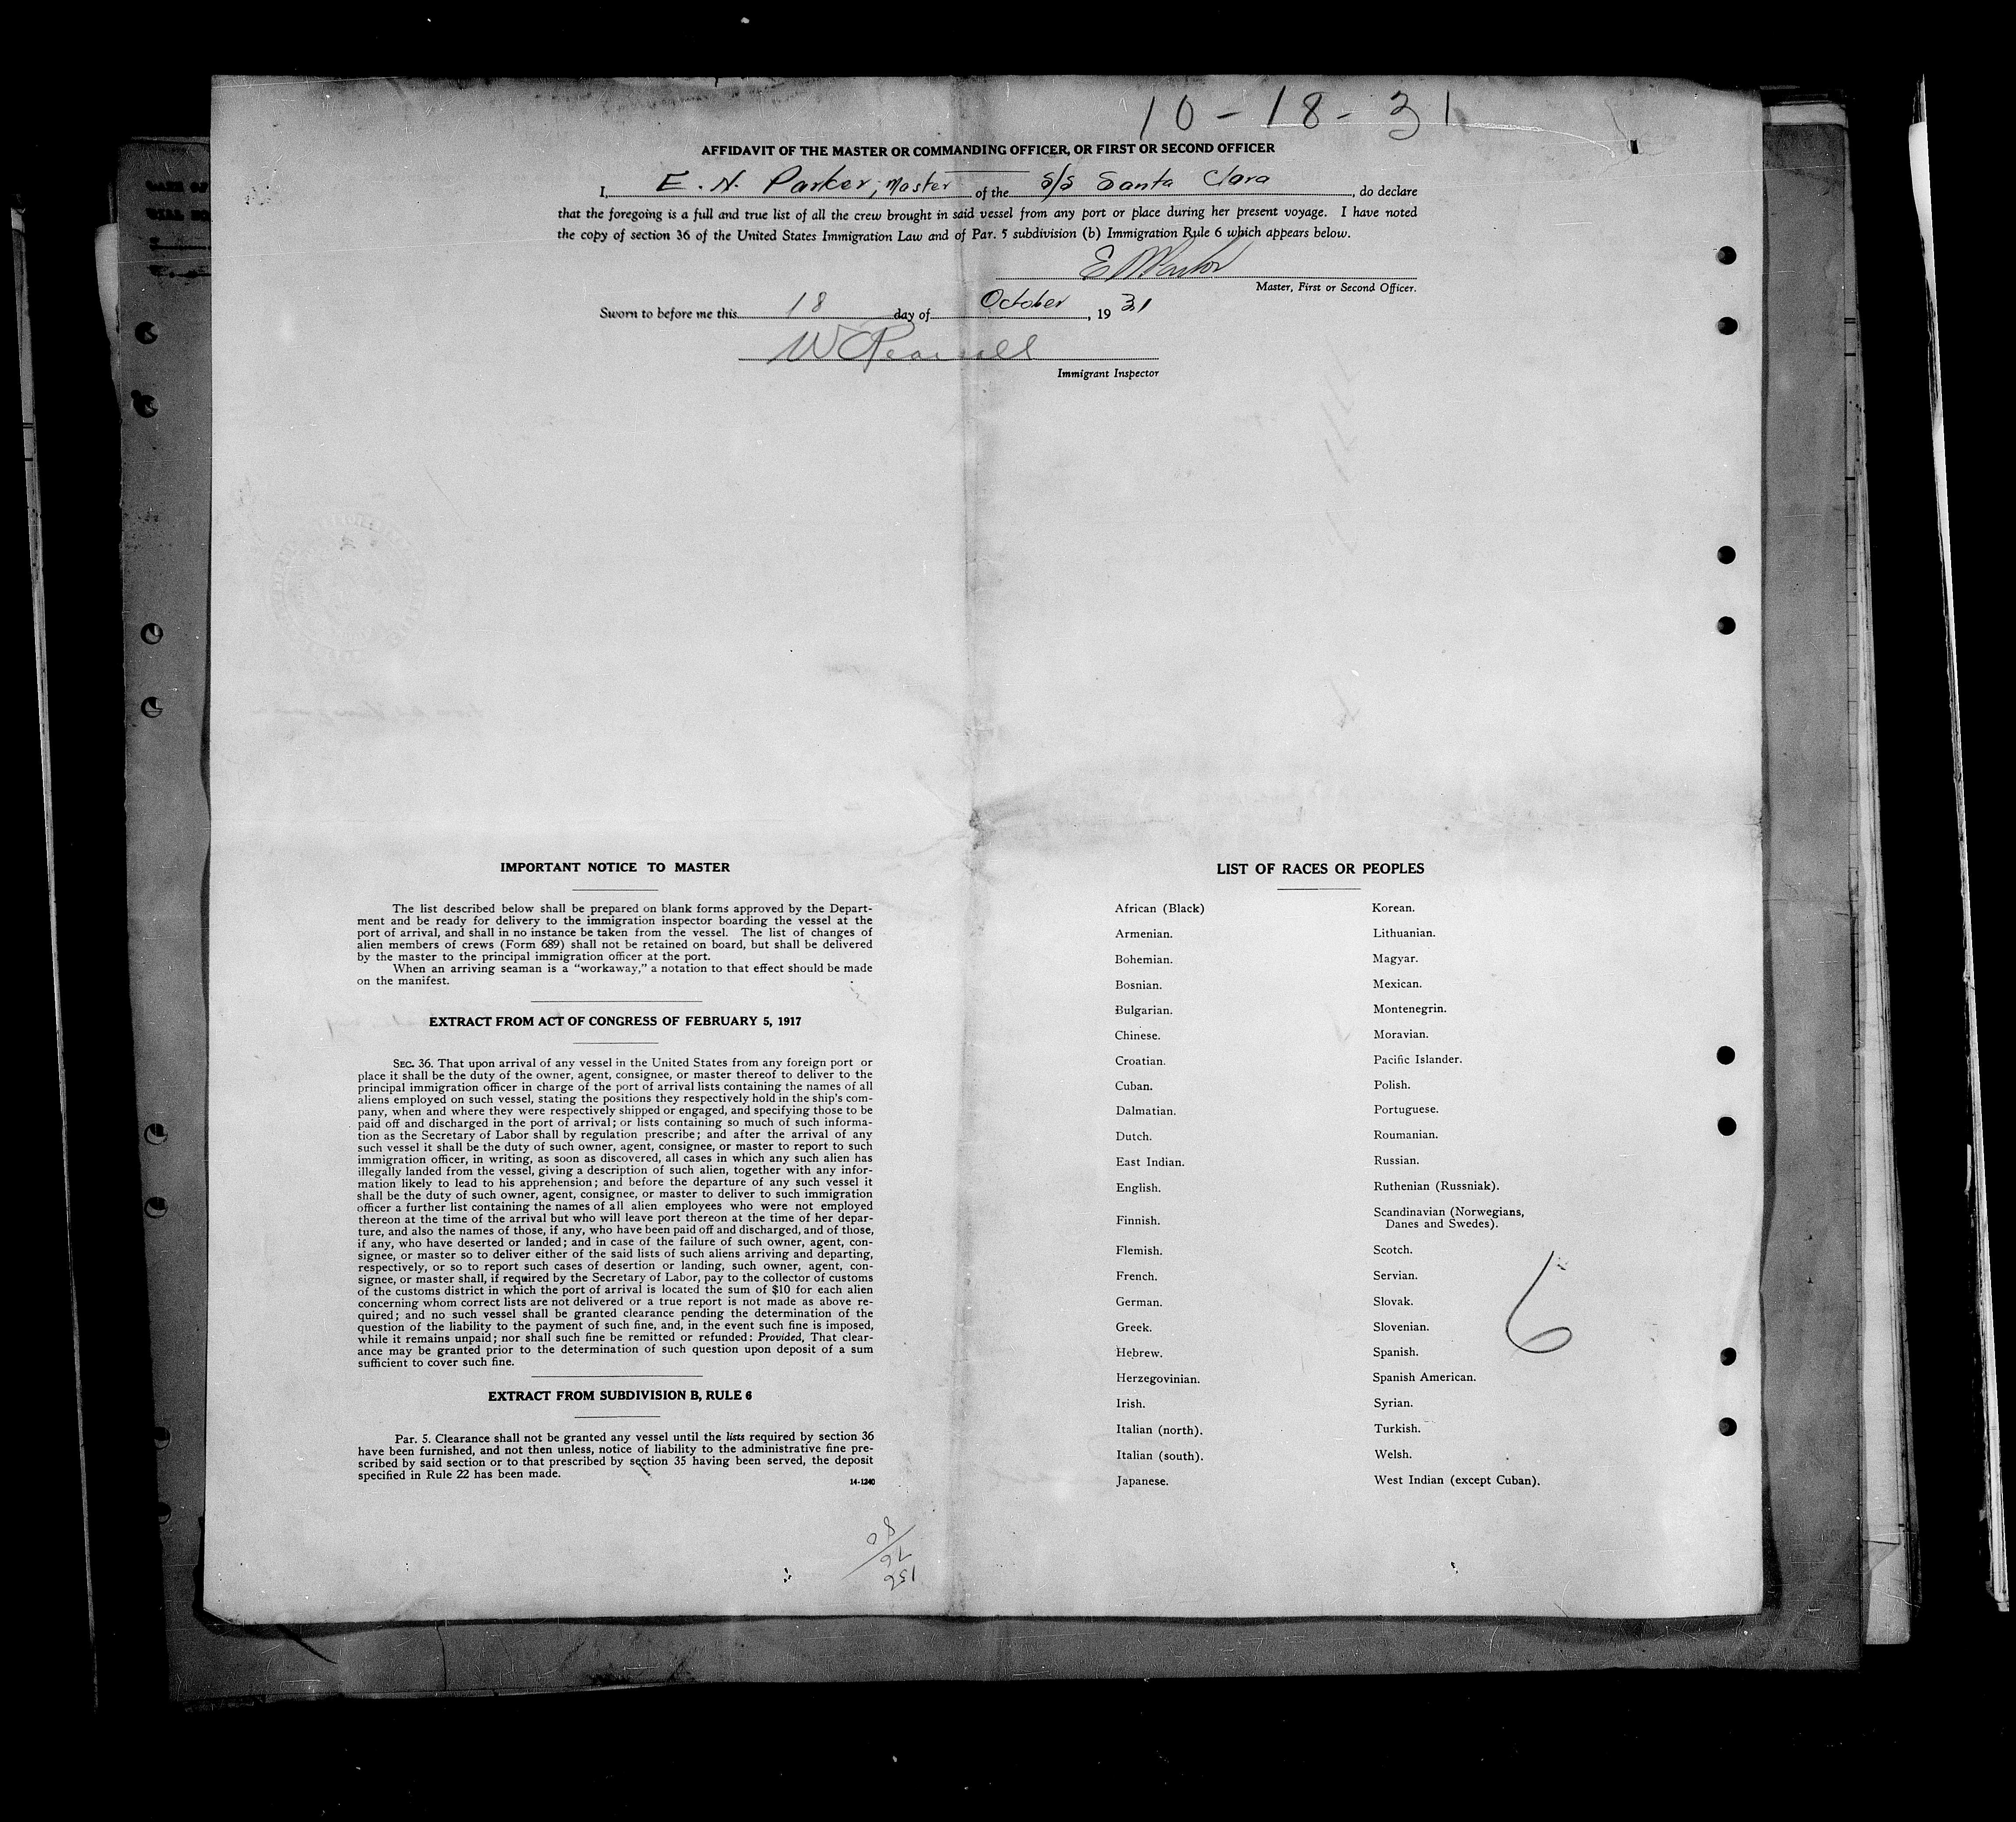 10-18-31
AFFIDAVIT OF THE MASTER OR COMMANDING OFFICER, OR FIRST OR SECOND OFFICER
I, E. N. Parker, Master of the S/S Santa Clara, do declare
that the foregoing is a full and true list of all the crew brought in said vessel from any port or place during her present voyage. I have noted
the copy of section 36 of the United States Immigration Law and of Par. 5 subdivision (b) Immigration Rule 6 which appears below.
Master, First or Second Officer.
Sworn to before me this 18 day of October, 1931
Immigrant Inspector
IMPORTANT NOTICE TO MASTER
The list described below shall be prepared on blank forms approved by the Depart-
ment and be ready for delivery to the immigration inspector boarding the vessel at the
port of arrival, and shall in no instance be taken from the vessel. The list of changes of
alien members of crews (Form 689) shall not be retained on board, but shall be delivered
by the master to the principal immigration officer at the port.
When an arriving seaman is a "workaway," a notation to that effect should be made
on the manifest.
EXTRACT FROM ACT OF CONGRESS OF FEBRUARY 5, 1917
SEC. 36. That upon arrival of any vessel in the United States from any foreign port or
place it shall be the duty of the owner, agent, consignee, or master thereof to deliver to the
principal immigration officer in charge of the port of arrival lists containing the names of all
aliens employed on such vessel, stating the positions they respectively hold in the ship's com-
pany, when and where they were respectively shipped or engaged, and specifying those to be
paid off and discharged in the port of arrival; or lists containing so much of such informa-
tion as the Secretary of Labor shall by regulation prescribe; and after the arrival of any
such vessel it shall be the duty of such owner, agent, consignee, or master to report to such
immigration officer, in writing, as soon as discovered, all cases in which any such alien has
illegally landed from the vessel, giving a description of such alien, together with any infor-
mation likely to lead to his apprehension; and before the departure of any such vessel it
shall be the duty of such owner, agent, consignee, or master to deliver to such immigration
officer a further list containing the names of all alien employees who were not employed
thereon at the time of the arrival but who will leave port thereon at the time of her depar-
ture, and also the names of those, if any, who have been paid off and discharged, and of those,
if any, who have deserted or landed; and in case of the failure of such owner, agent, con-
signee, or master so to deliver either of the said lists of such aliens arriving and departing,
respectively, or so to report such cases of desertion or landing, such owner, agent, con-
signee, or master shall, if required by the Secretary of Labor, pay to the collector of customs
of the customs district in which the port of arrival is located the sum of $10 for each alien
concerning whom correct lists are not delivered or a true report is not made as above re-
quired; and no such vessel shall be granted clearance pending the determination of the
question of the liability to the payment of such fine, and, in the event such fine is imposed,
while it remains unpaid; nor shall such fine be remitted or refunded: Provided, That clear-
ance may be granted prior to the determination of such question upon deposit of a sum
sufficient to cover such fine.
EXTRACT FROM SUBDIVISION B, RULE 6
Par. 5. Clearance shall not be granted any vessel until the lists required by section 36
have been furnished, and not then unless, notice of liability to the administrative fine pre-
scribed by said section or to that prescribed by section 35 having been served, the deposit
specified in Rule 22 has been made.
14-1240
80
76
156
LIST OF RACES OR PEOPLES
African (Black)
Armenian.
Bohemian.
Bosnian.
Bulgarian.
Chinese.
Croatian.
Cuban.
Dalmatian.
Dutch.
East Indian.
English.
Finnish.
Flemish.
French.
German.
Greek.
Hebrew.
Herzegovinian.
Irish.
Italian (north).
Italian (south).
Japanese.
Korean.
Lithuanian.
Magyar.
Mexican.
Montenegrin.
Moravian.
Pacific Islander.
Polish.
Portuguese.
Roumanian.
Russian.
Ruthenian (Russniak).
Scandinavian (Norwegians,
Danes and Swedes).
Scotch.
Servian.
Slovak.
Slovenian.
Spanish.
Spanish American.
Syrian.
Turkish.
Welsh.
West Indian (except Cuban).
6